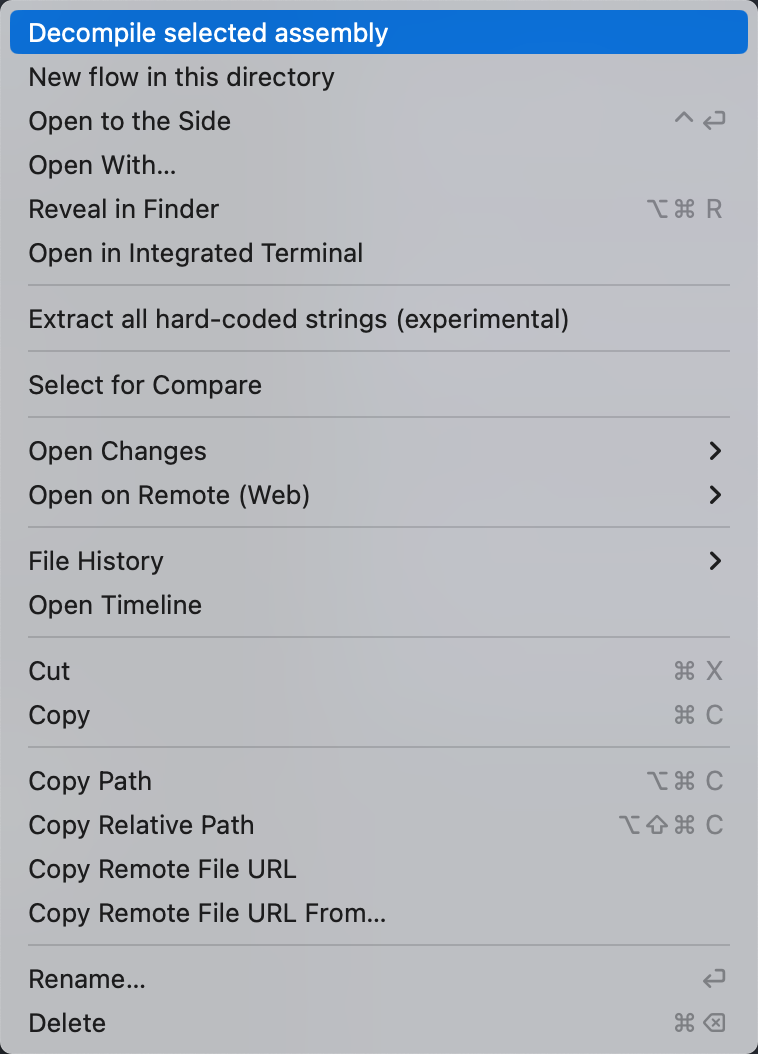 Decompile selected assembly
New flow in this directory
Open to the Side ^ ↩
Open With...
Reveal in Finder ⌥⌘ R
Open in Integrated Terminal
Extract all hard-coded strings (experimental)
Select for Compare
Open Changes
Open on Remote (Web)
File History
Open Timeline
Cut ⌘ X
Copy ⌘ C
Copy Path ⌥⌘ C
Copy Relative Path ⌥⇧⌘ C
Copy Remote File URL
Copy Remote File URL From...
Rename... ↩
Delete ⌘ ⌫